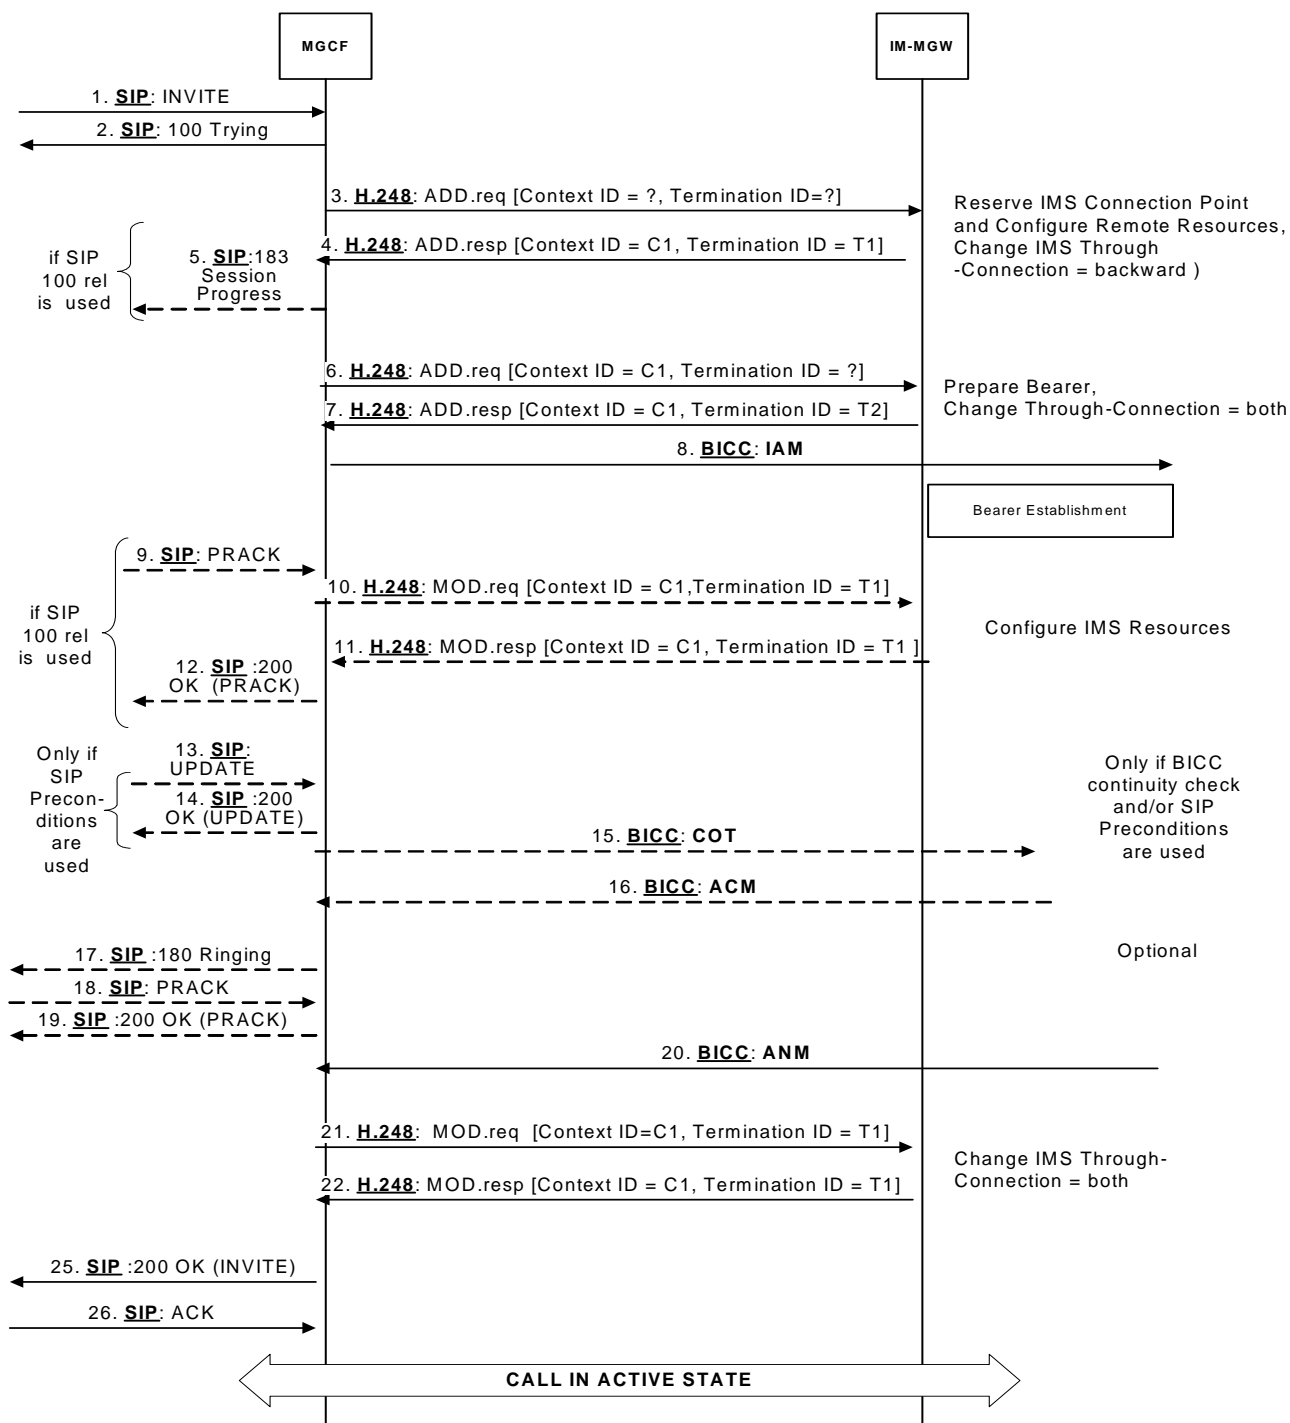 MGCF
IM-MGW
1. SIP: INVITE
2. SIP: 100 Trying
3. H.248: ADD.req [Context ID = ?, Termination ID=?]
Reserve IMS Connection Point
and Configure Remote Resources,
Change IMS Through
-Connection = backward )
4. H.248: ADD.resp [Context ID = C1, Termination ID = T1]
if SIP
100 rel
is used
5. SIP:183
Session
Progress
6. H.248: ADD.req [Context ID = C1, Termination ID = ?]
Prepare Bearer,
Change Through-Connection = both
7. H.248: ADD.resp [Context ID = C1, Termination ID = T2]
8. BICC: IAM
Bearer Establishment
9. SIP: PRACK
10. H.248: MOD.req [Context ID = C1,Termination ID = T1]
if SIP
100 rel
is used
Configure IMS Resources
11. H.248: MOD.resp [Context ID = C1, Termination ID = T1 ]
12. SIP :200
OK (PRACK)
Only if
SIP
Precon-
ditions
are
used
13. SIP:
UPDATE
14. SIP :200
OK (UPDATE)
Only if BICC
continuity check
and/or SIP
Preconditions
are used
15. BICC: COT
16. BICC: ACM
17. SIP :180 Ringing
Optional
18. SIP: PRACK
19. SIP :200 OK (PRACK)
20. BICC: ANM
21. H.248: MOD.req [Context ID=C1, Termination ID = T1]
Change IMS Through-
Connection = both
22. H.248: MOD.resp [Context ID = C1, Termination ID = T1]
25. SIP :200 OK (INVITE)
26. SIP: ACK
CALL IN ACTIVE STATE